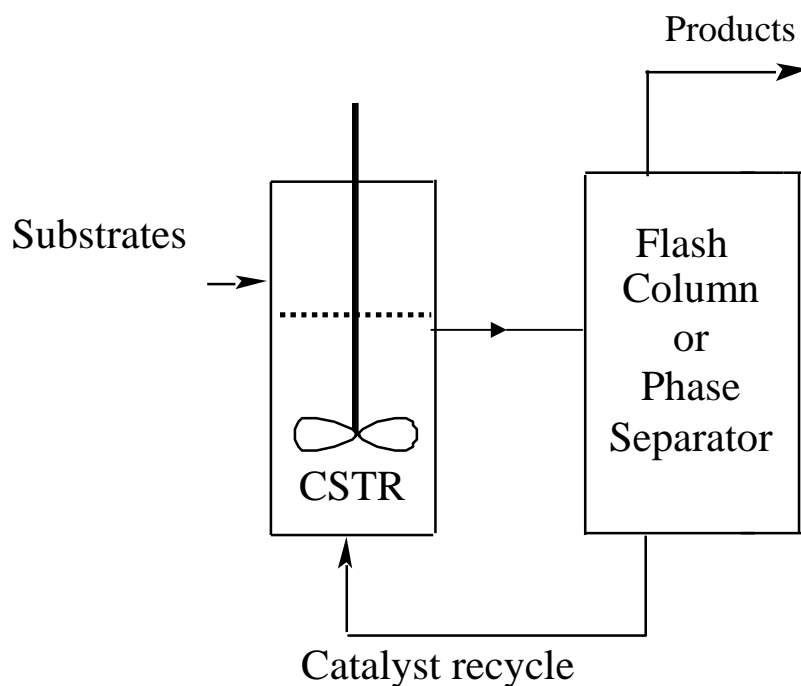 Products
Substrates
Flash
Column
or
Phase
Separator
CSTR
Catalyst recycle